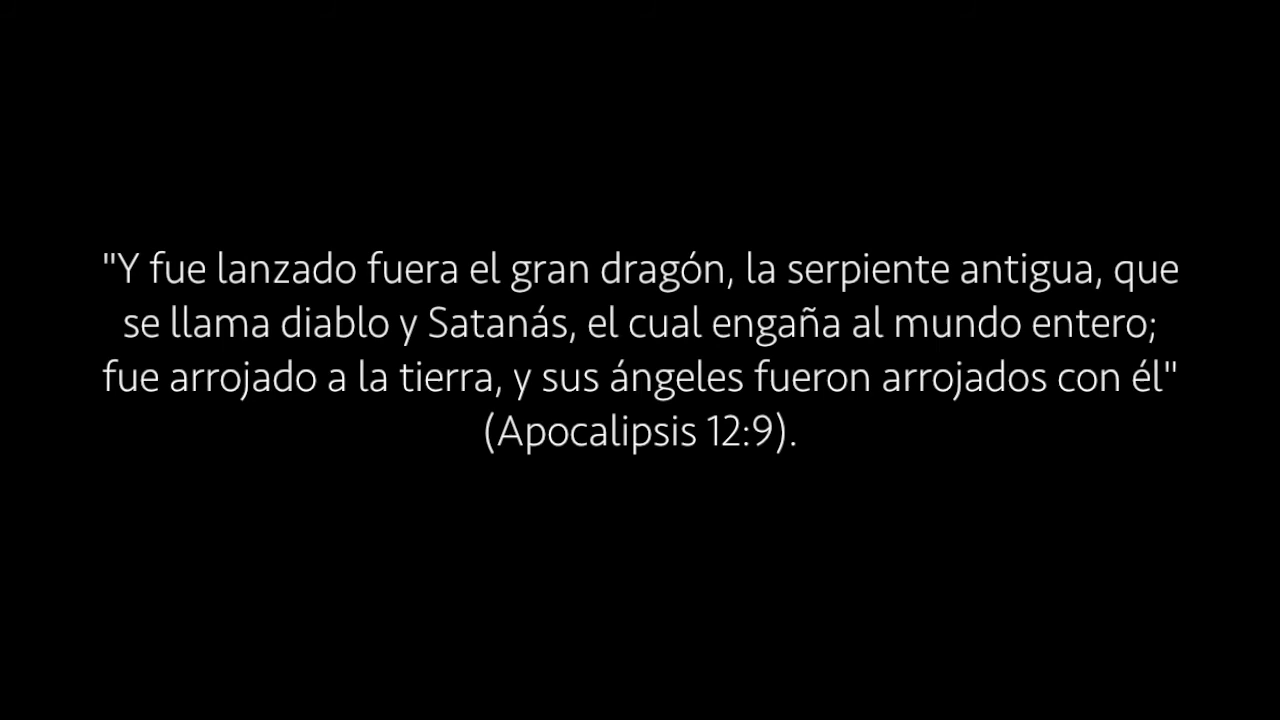 "Y fue lanzado fuera el gran dragón, la serpiente antigua, que
se llama diablo y Satanás, el cual engaña al mundo entero;
fue arrojado a la tierra, y sus ángeles fueron arrojados con él"
(Apocalipsis 12:9).